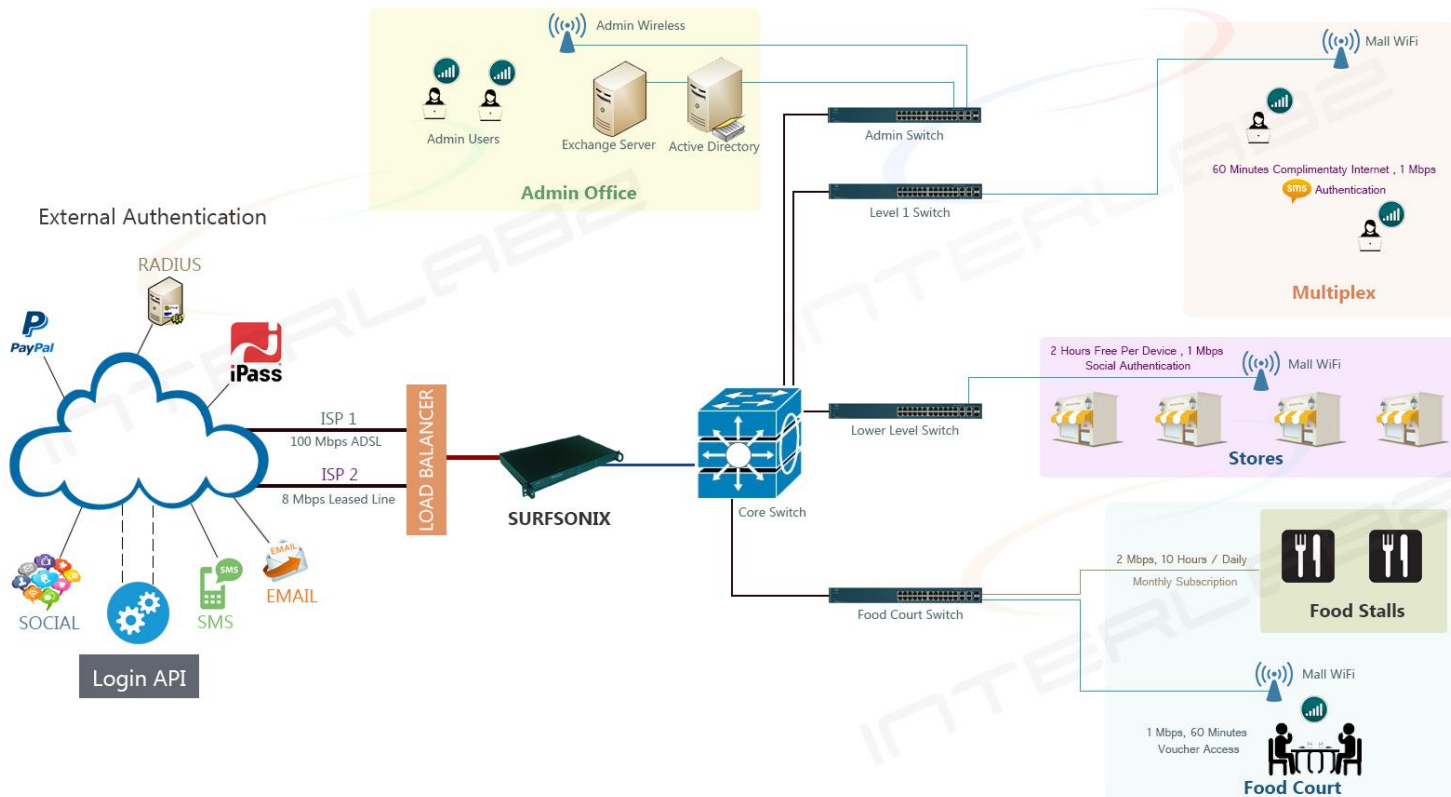 Admin Wireless
Admin Users
Exchange Server
Active Directory
Admin Office
Admin Switch
Level 1 Switch
Mall WiFi
60 Minutes Complimentaty Internet , 1 Mbps
sms Authentication
Multiplex
External Authentication
RADIUS
PayPal
iPass
ISP 1
100 Mbps ADSL
ISP 2
8 Mbps Leased Line
LOAD BALANCER
SURFSONIX
Core Switch
SOCIAL
SMS
SMS
EMAIL
EMAIL
Login API
Lower Level Switch
2 Hours Free Per Device , 1 Mbps
Social Authentication
Mall WiFi
Stores
Food Court Switch
2 Mbps, 10 Hours / Daily
Monthly Subscription
Food Stalls
Mall WiFi
1 Mbps, 60 Minutes
Voucher Access
Food Court
INTERLABZ
INTERLABZ
INTERLABZ